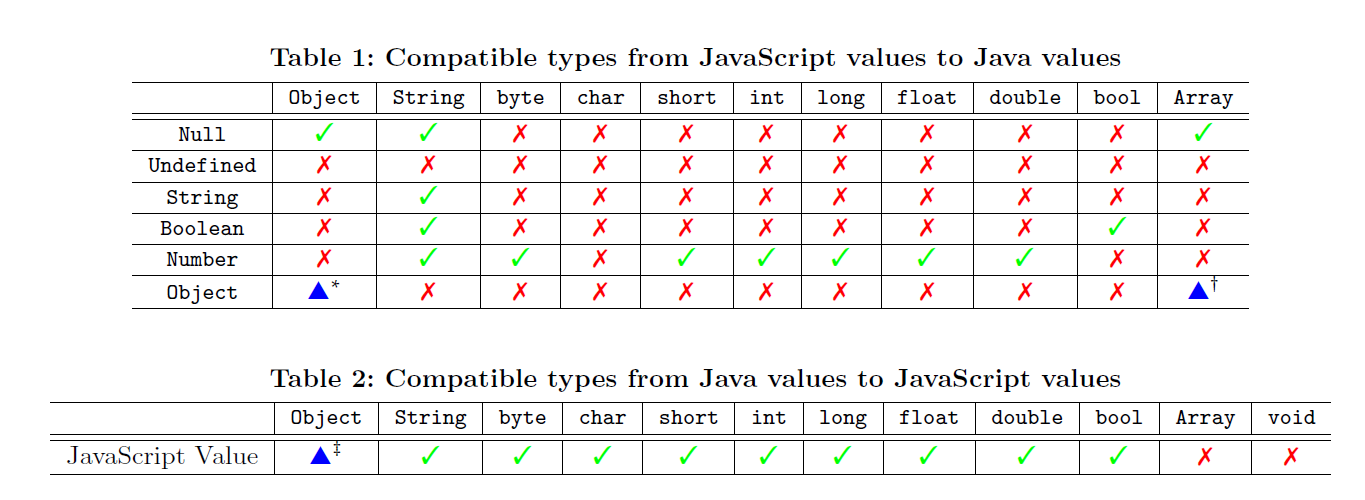 Table 1: Compatible types from JavaScript values to Java values
Object String byte char short int long float double bool Array
Null ✓ ✓ ✗ ✗ ✗ ✗ ✗ ✗ ✗ ✗ ✓
Undefined ✗ ✗ ✗ ✗ ✗ ✗ ✗ ✗ ✗ ✗ ✗
String ✗ ✓ ✗ ✗ ✗ ✗ ✗ ✗ ✗ ✗ ✗
Boolean ✗ ✓ ✗ ✗ ✗ ✗ ✗ ✗ ✗ ✓ ✗
Number ✗ ✓ ✓ ✗ ✓ ✓ ✓ ✓ ✓ ✗ ✗
Object ▲* ✗ ✗ ✗ ✗ ✗ ✗ ✗ ✗ ✗ ▲†
Table 2: Compatible types from Java values to JavaScript values
Object String byte char short int long float double bool Array void
JavaScript Value ▲‡ ✓ ✓ ✓ ✓ ✓ ✓ ✓ ✓ ✓ ✗ ✗